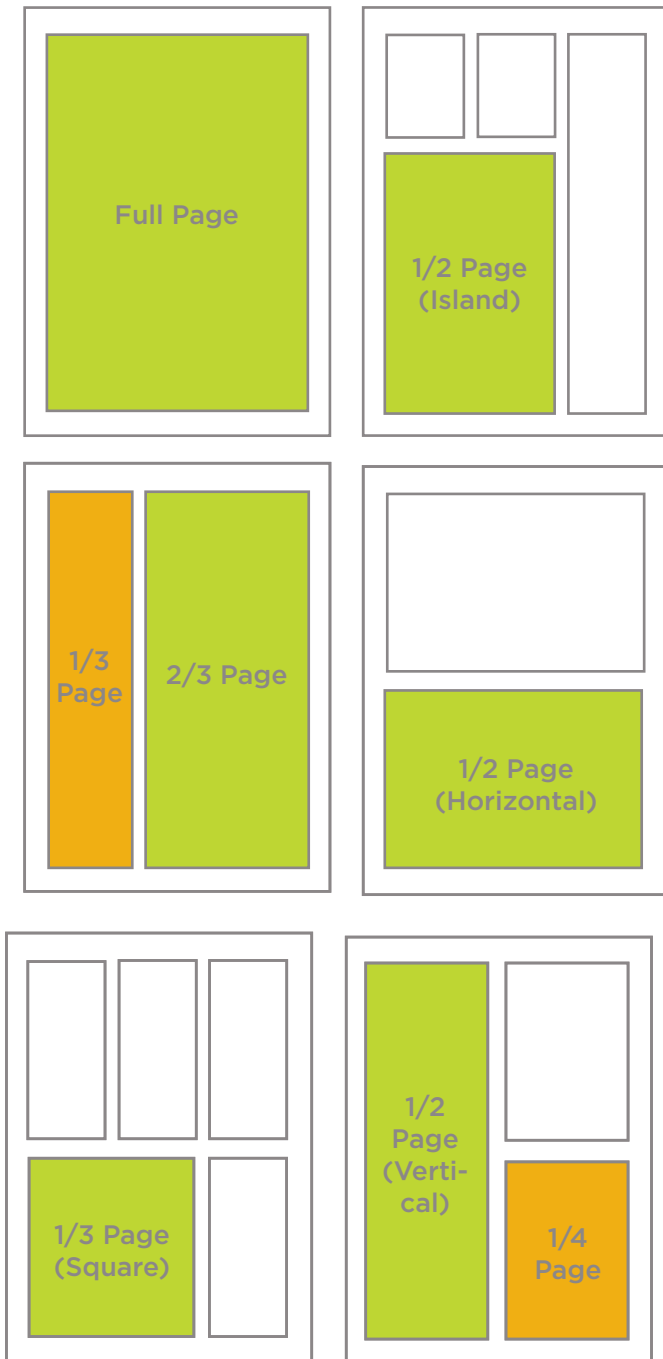 Full Page
1/2 Page
(Island)
1/3
Page
2/3 Page
1/2 Page
(Horizontal)
1/3 Page
(Square)
1/2
Page
(Verti-
cal)
1/4
Page